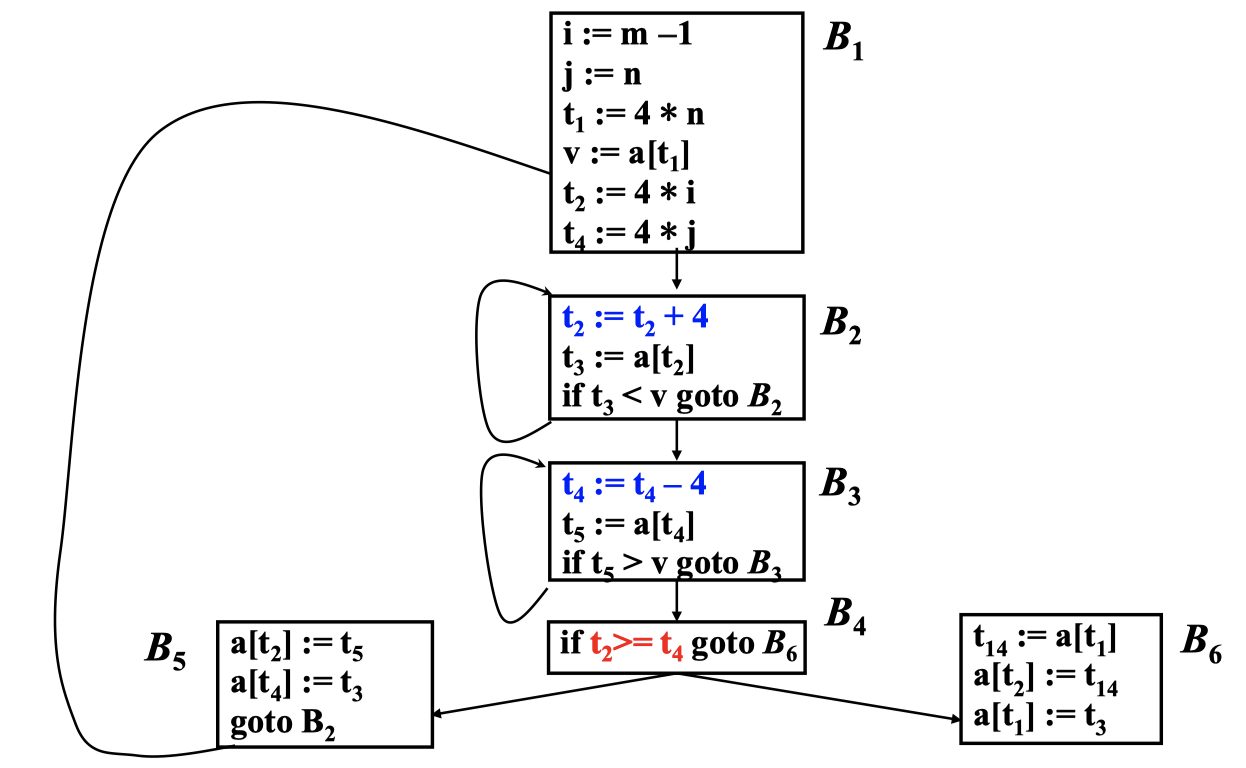 i := m –1
j := n
t₁ := 4 * n
v := a[t₁]
t₂ := 4 * i
t₄ := 4 * j
B₁
t₂ := t₂ + 4
t₃ := a[t₂]
if t₃ < v goto B₂
B₂
t₄ := t₄ – 4
t₅ := a[t₄]
if t₅ > v goto B₃
B₃
if t₂>= t₄ goto B₆
B₄
B₅
a[t₂] := t₅
a[t₄] := t₃
goto B₂
t₁₄ := a[t₁]
a[t₂] := t₁₄
a[t₁] := t₃
B₆